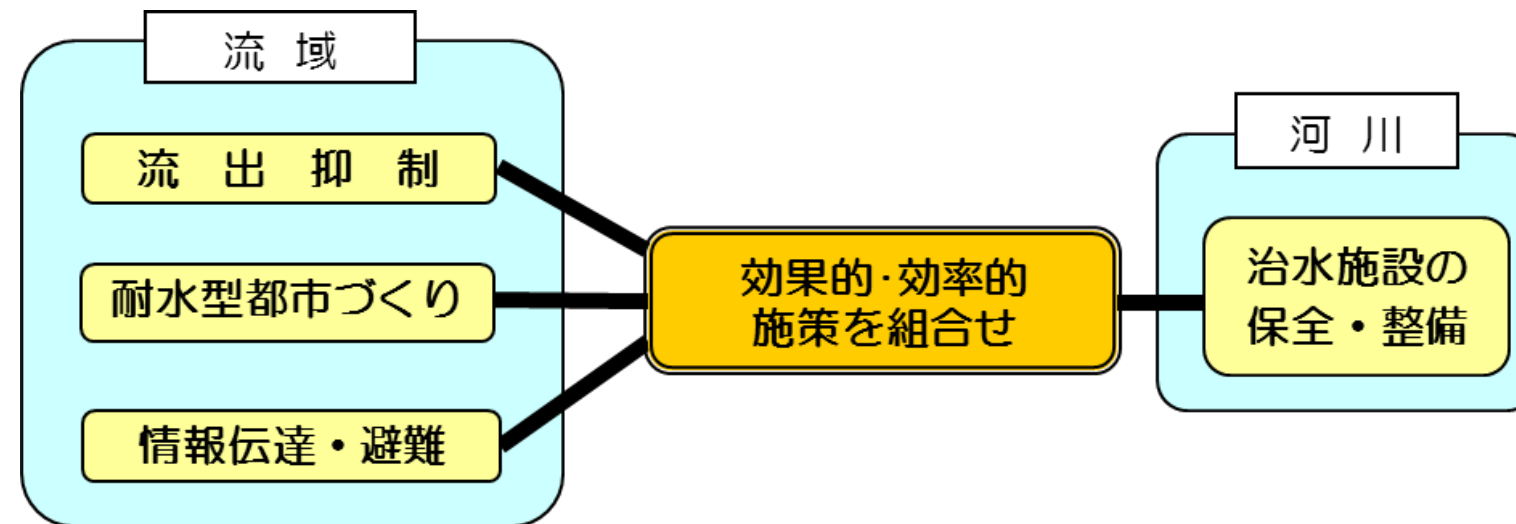 流域
流出抑制
耐水型都市づくり
情報伝達・避難
効果的·効率的
施策を組合せ
河川
治水施設の
保全・整備